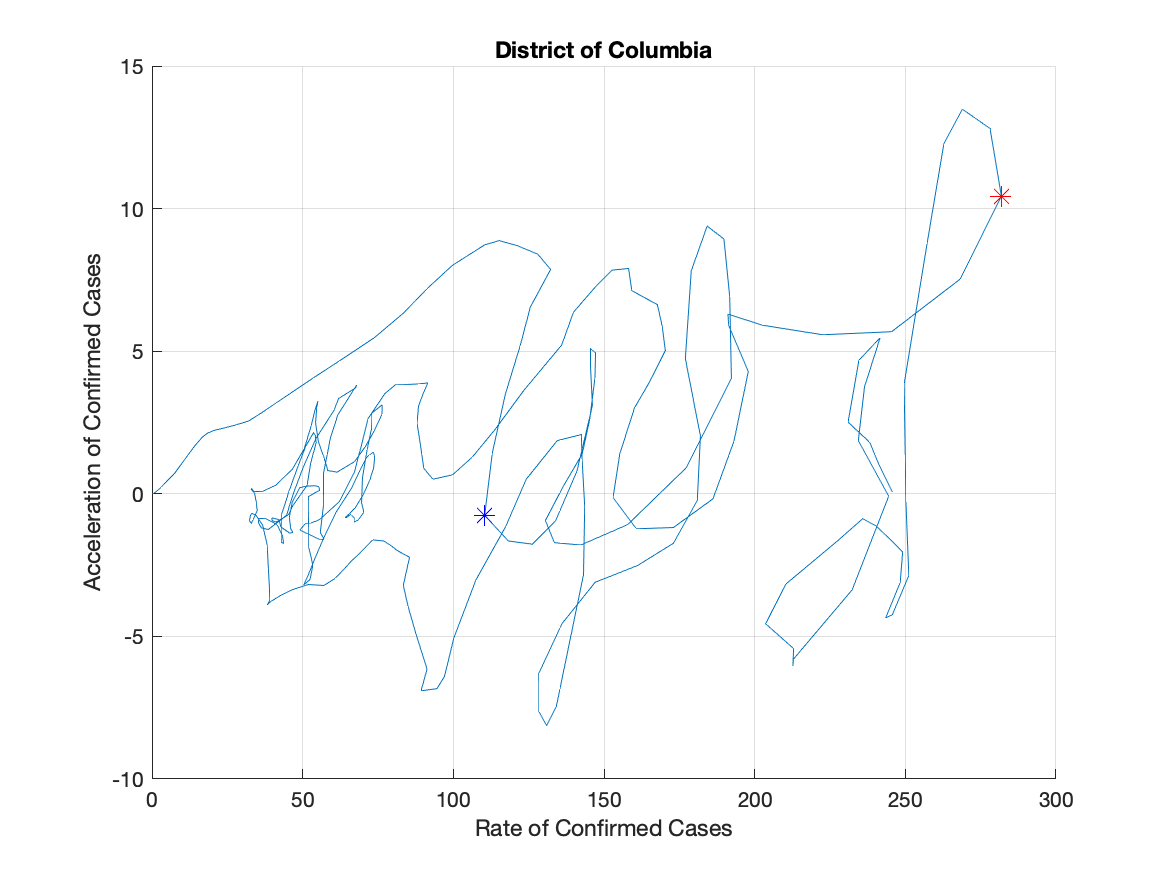 District of Columbia
15
10
5
0
-5
-10
Acceleration of Confirmed Cases
0 50 100 150 200 250 300
Rate of Confirmed Cases